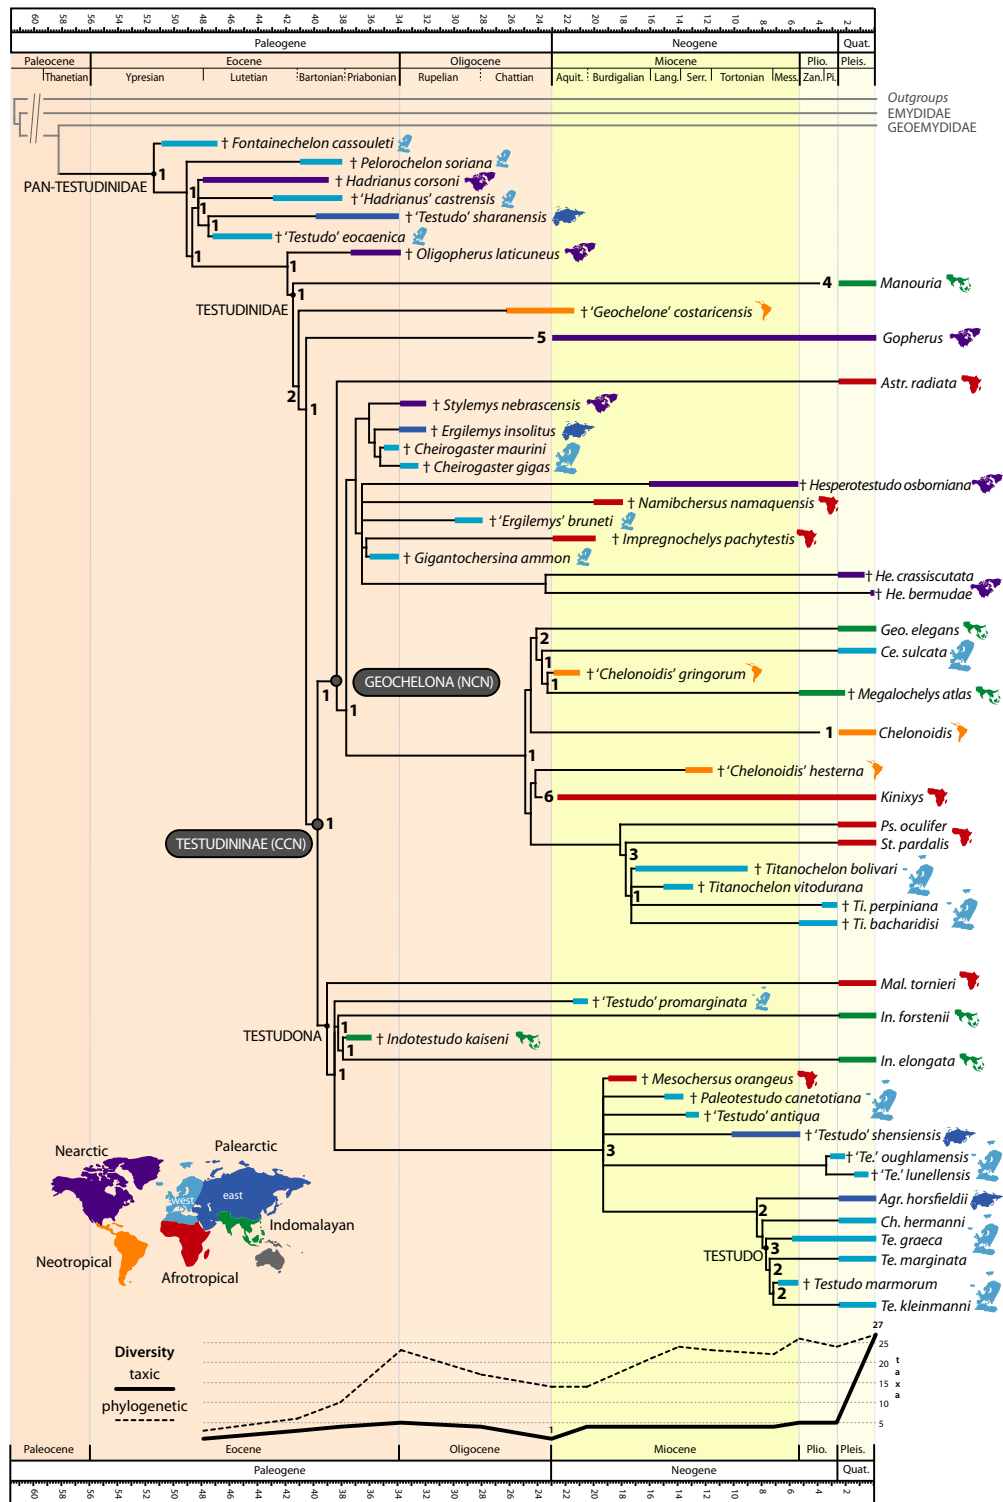 60 58 56 54 52 50 48 46 44 42 40 38 36 34 32 30 28 26 24 22 20 18 16 14 12 10 8 6 4 2
Paleogene Neogene Quat.
Paleocene Eocene Oligocene Miocene Plio. Pleis.
Thanetian Ypresian Lutetian Bartonian Priabonian Rupelian Chattian Aquit. Burdigalian Lang. Serr. Tortonian Mess. Zan. Pi.
Outgroups
EMYDIDAE
GEOEMYDIDAE
† Fontainechelon cassouleti
† Pelorochelon soriana
1
PAN-TESTUDINIDAE
† Hadrianus corsoni
1
† 'Hadrianus' castrensis
1
† 'Testudo' sharanensis
1
† 'Testudo' eocaenica
† Oligopherus laticuneus
1
1
Manouria
4
1
TESTUDINIDAE
† 'Geochelone' costaricensis
5
Gopherus
Astr. radiata
2
† Stylemys nebrascensis
1
† Ergilemys insolitus
† Cheirogaster maurini
† Cheirogaster gigas
† Hesperotestudo osborniana
† Namibchersus namaquensis
† 'Ergilemys' bruneti
† Impregnochelys pachytestis
† Gigantochersina ammon
† He. crassiscutata
† He. bermudae
Geo. elegans
2
Ce. sulcata
1
† 'Chelonoidis' gringorum
GEOCHELONA (NCN)
1
† Megalochelys atlas
1
1
1
Chelonoidis
1
† 'Chelonoidis' hesterna
6
Kinixys
1
Ps. oculifer
TESTUDININAE (CCN)
St. pardalis
3
† Titanochelon bolivari
† Titanochelon vitodurana
1
† Ti. perpiniana
† Ti. bacharidisi
Mal. tornieri
† 'Testudo' promarginata
In. forstenii
1
TESTUDONA
† Indotestudo kaiseni
1
In. elongata
1
† Mesochersus orangeus
† Paleotestudo canetotiana
† 'Testudo' antiqua
† 'Testudo' shensiensis
3
† 'Te.' oughlamensis
† 'Te.' lunellensis
Agr. horsfieldii
2
Ch. hermanni
Te. graeca
3
TESTUDO
Te. marginata
2
† Testudo marmorum
2
Te. kleinmanni
Nearctic
Palearctic
west
east
Indomalayan
Neotropical
Afrotropical
27
Diversity
taxic
phylogenetic
25
20
15
10
5
taxa
1
Paleocene Eocene Oligocene Miocene Plio. Pleis.
Paleogene Neogene Quat.
60 58 56 54 52 50 48 46 44 42 40 38 36 34 32 30 28 26 24 22 20 18 16 14 12 10 8 6 4 2